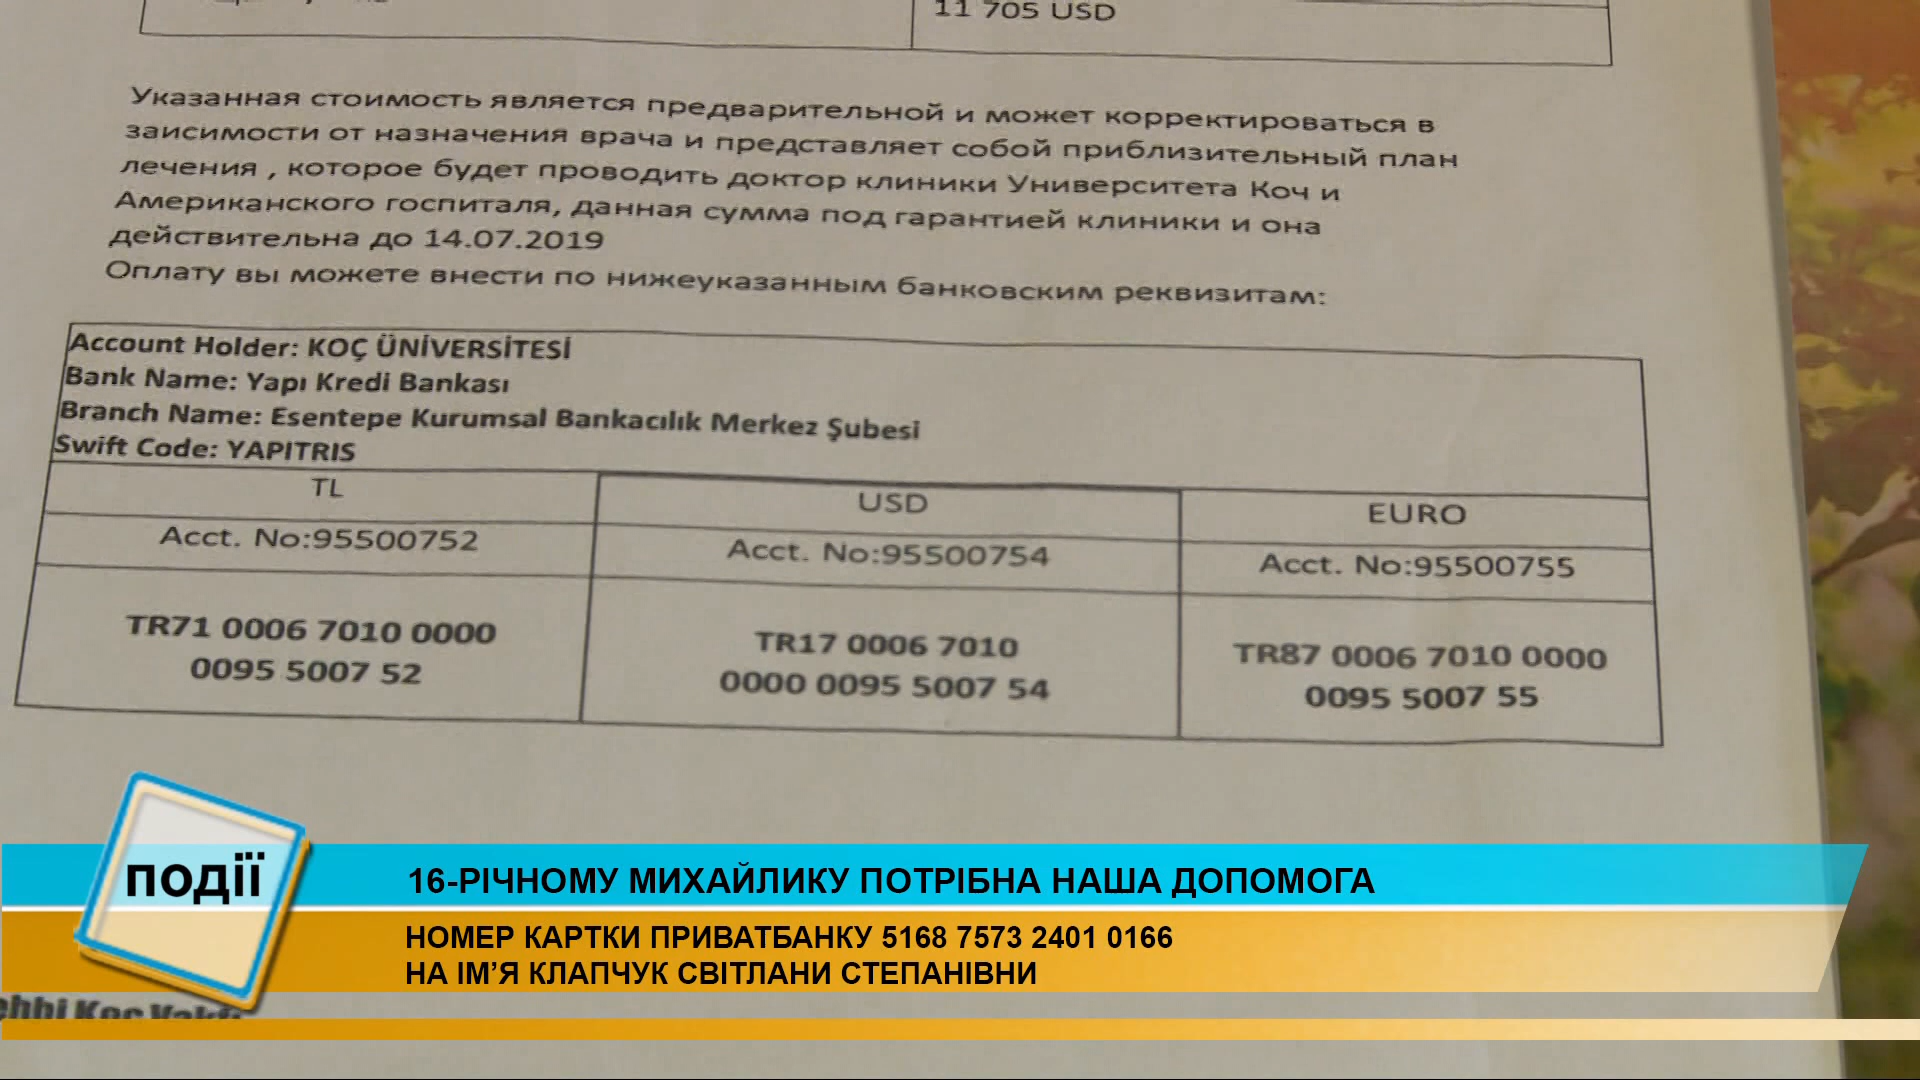 11 705 USD
Указанная стоимость является предварительной и может корректироваться в
заисимости от назначения врача и представляет собой приблизительный план
лечения , которое будет проводить доктор клиники Университета Коч и
Американского госпиталя, данная сумма под гарантией клиники и она
действительна до 14.07.2019
Оплату вы можете внести по нижеуказанным банковским реквизитам:
Account Holder: KOÇ ÜNİVERSİTESİ
Bank Name: Yapı Kredi Bankası
Branch Name: Esentepe Kurumsal Bankacılık Merkez Şubesi
Swift Code: YAPITRIS
TL
USD
EURO
Acct. No:95500752
Acct. No:95500754
Acct. No:95500755
TR71 0006 7010 0000
0095 5007 52
TR17 0006 7010
0000 0095 5007 54
TR87 0006 7010 0000
0095 5007 55
події
16-РІЧНОМУ МИХАЙЛИКУ ПОТРІБНА НАША ДОПОМОГА
НОМЕР КАРТКИ ПРИВАТБАНКУ 5168 7573 2401 0166
НА ІМ’Я КЛАПЧУК СВІТЛАНИ СТЕПАНІВНИ